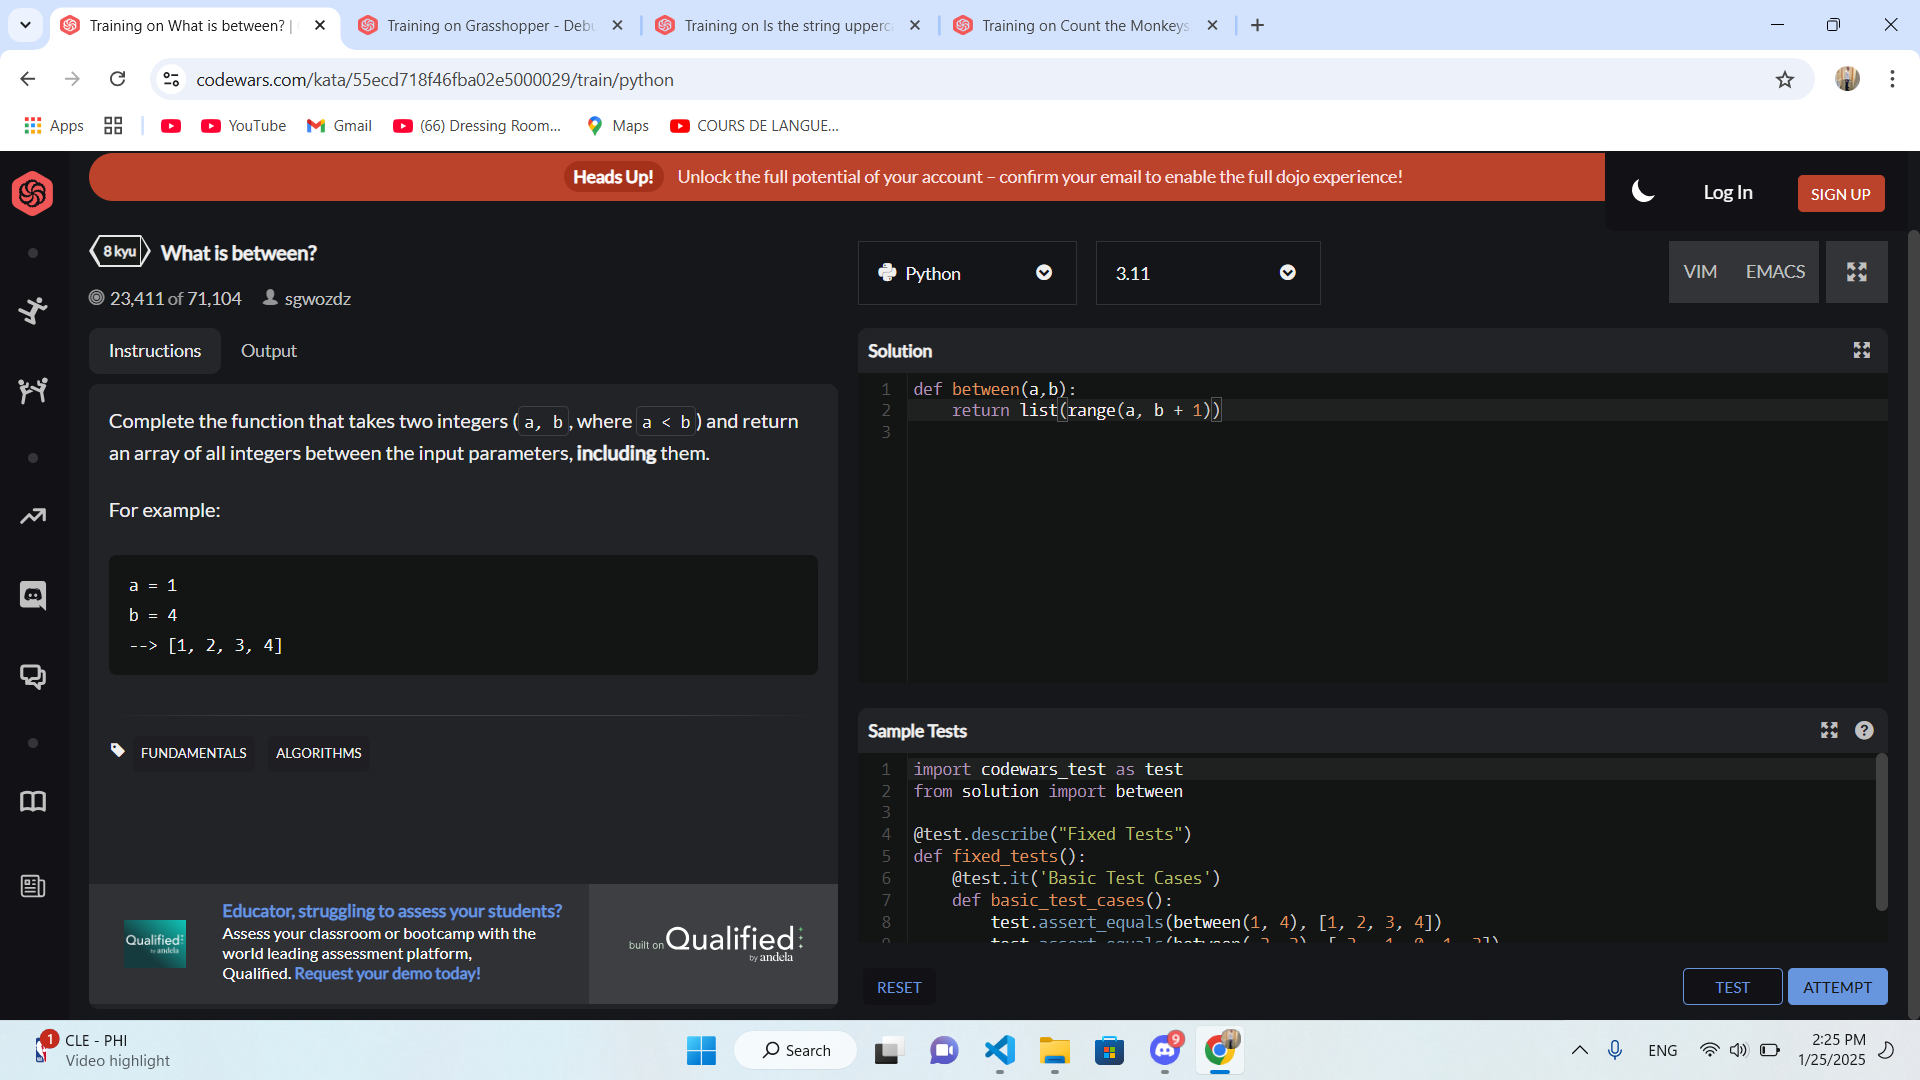 Training on What is between? |
Training on Grasshopper - Debu
Training on Is the string upperca
Training on Count the Monkeys
codewars.com/kata/55ecd718f46fba02e5000029/train/python
Apps
YouTube
Gmail
(66) Dressing Room...
Maps
COURS DE LANGUE...
Heads Up! Unlock the full potential of your account – confirm your email to enable the full dojo experience!
Log In
SIGN UP
8 kyu What is between?
23,411 of 71,104 sgwozdz
Python
3.11
VIM EMACS
Instructions
Output
Complete the function that takes two integers (a, b, where a < b) and return
an array of all integers between the input parameters, including them.
For example:
a = 1
b = 4
--> [1, 2, 3, 4]
FUNDAMENTALS ALGORITHMS
Qualified
by andela
Educator, struggling to assess your students?
Assess your classroom or bootcamp with the
world leading assessment platform,
Qualified. Request your demo today!
built on Qualified
by andela
Solution
1 def between(a,b):
2     return list(range(a, b + 1))
3
Sample Tests
1 import codewars_test as test
2 from solution import between
3
4 @test.describe("Fixed Tests")
5 def fixed_tests():
6     @test.it('Basic Test Cases')
7     def basic_test_cases():
8         test.assert_equals(between(1, 4), [1, 2, 3, 4])
RESET
TEST
ATTEMPT
1
CLE - PHI
Video highlight
Search
9
ENG
2:25 PM
1/25/2025